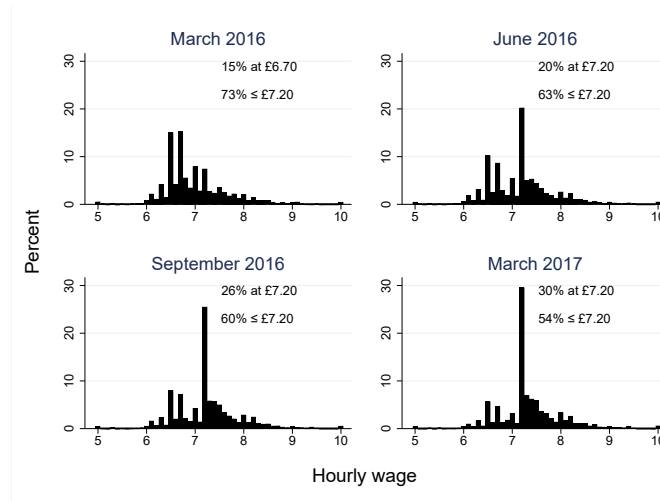 March 2016
15% at £6.70
73% ≤ £7.20
30
20
10
0
5 6 7 8 9 10
June 2016
20% at £7.20
63% ≤ £7.20
30
20
10
0
5 6 7 8 9 10
Percent
September 2016
26% at £7.20
60% ≤ £7.20
30
20
10
0
5 6 7 8 9 10
March 2017
30% at £7.20
54% ≤ £7.20
30
20
10
0
5 6 7 8 9 10
Hourly wage